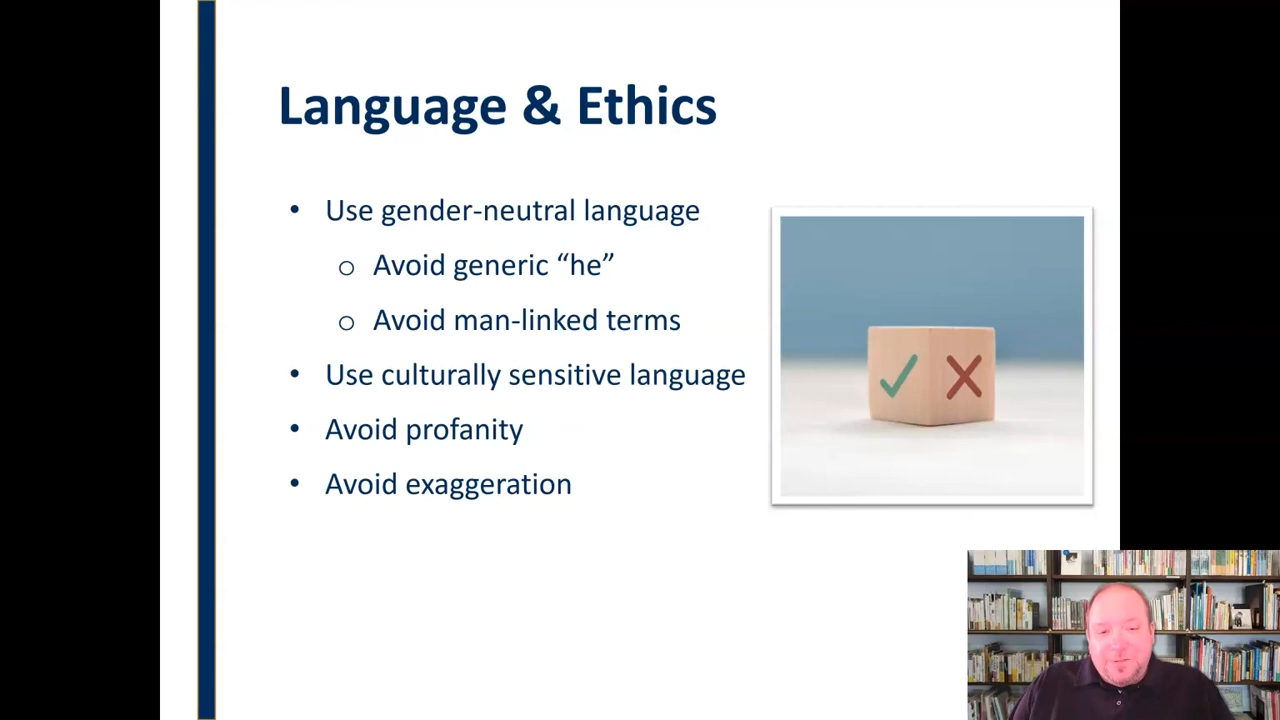 Language & Ethics
• Use gender-neutral language
o Avoid generic “he”
o Avoid man-linked terms
• Use culturally sensitive language
• Avoid profanity
• Avoid exaggeration